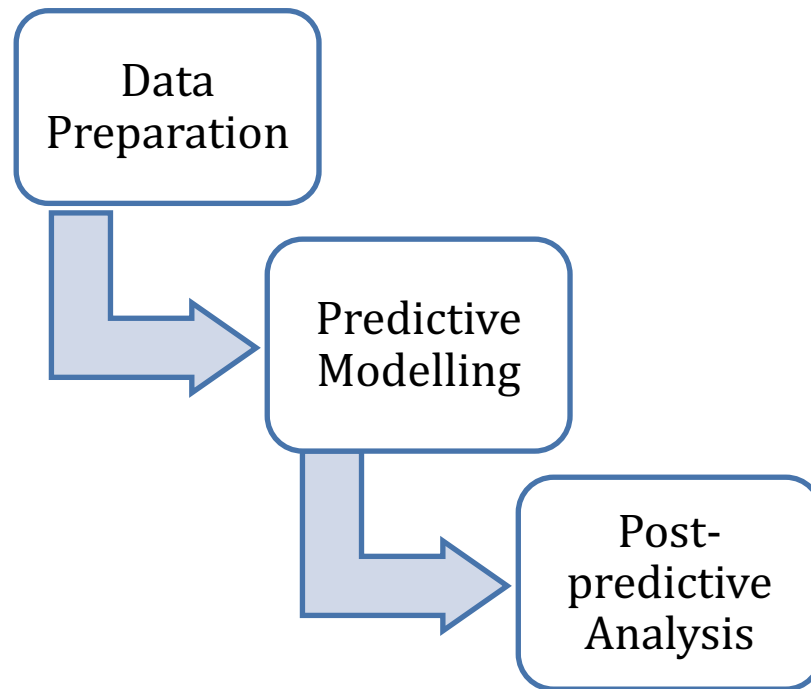 Data
Preparation
Predictive
Modelling
Post-
predictive
Analysis